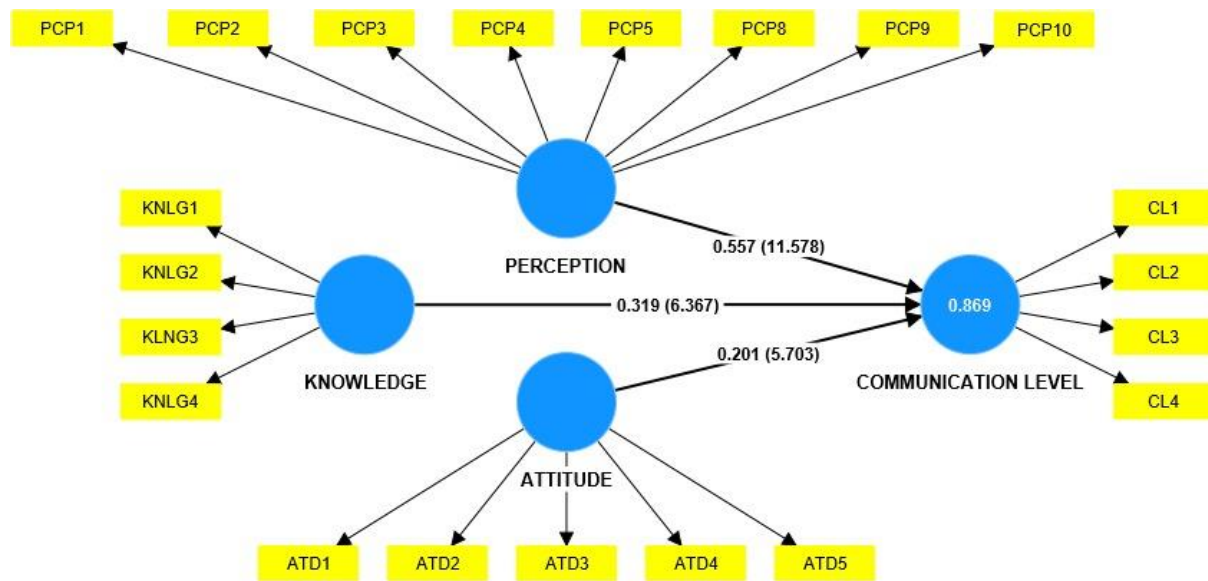 PCP1
PCP2
PCP3
PCP4
PCP5
PCP8
PCP9
PCP10
KNLG1
KNLG2
KLNG3
KNLG4
PERCEPTION
0.557 (11.578)
KNOWLEDGE
0.319 (6.367)
0.201 (5.703)
0.869
COMMUNICATION LEVEL
CL1
CL2
CL3
CL4
ATTITUDE
ATD1
ATD2
ATD3
ATD4
ATD5